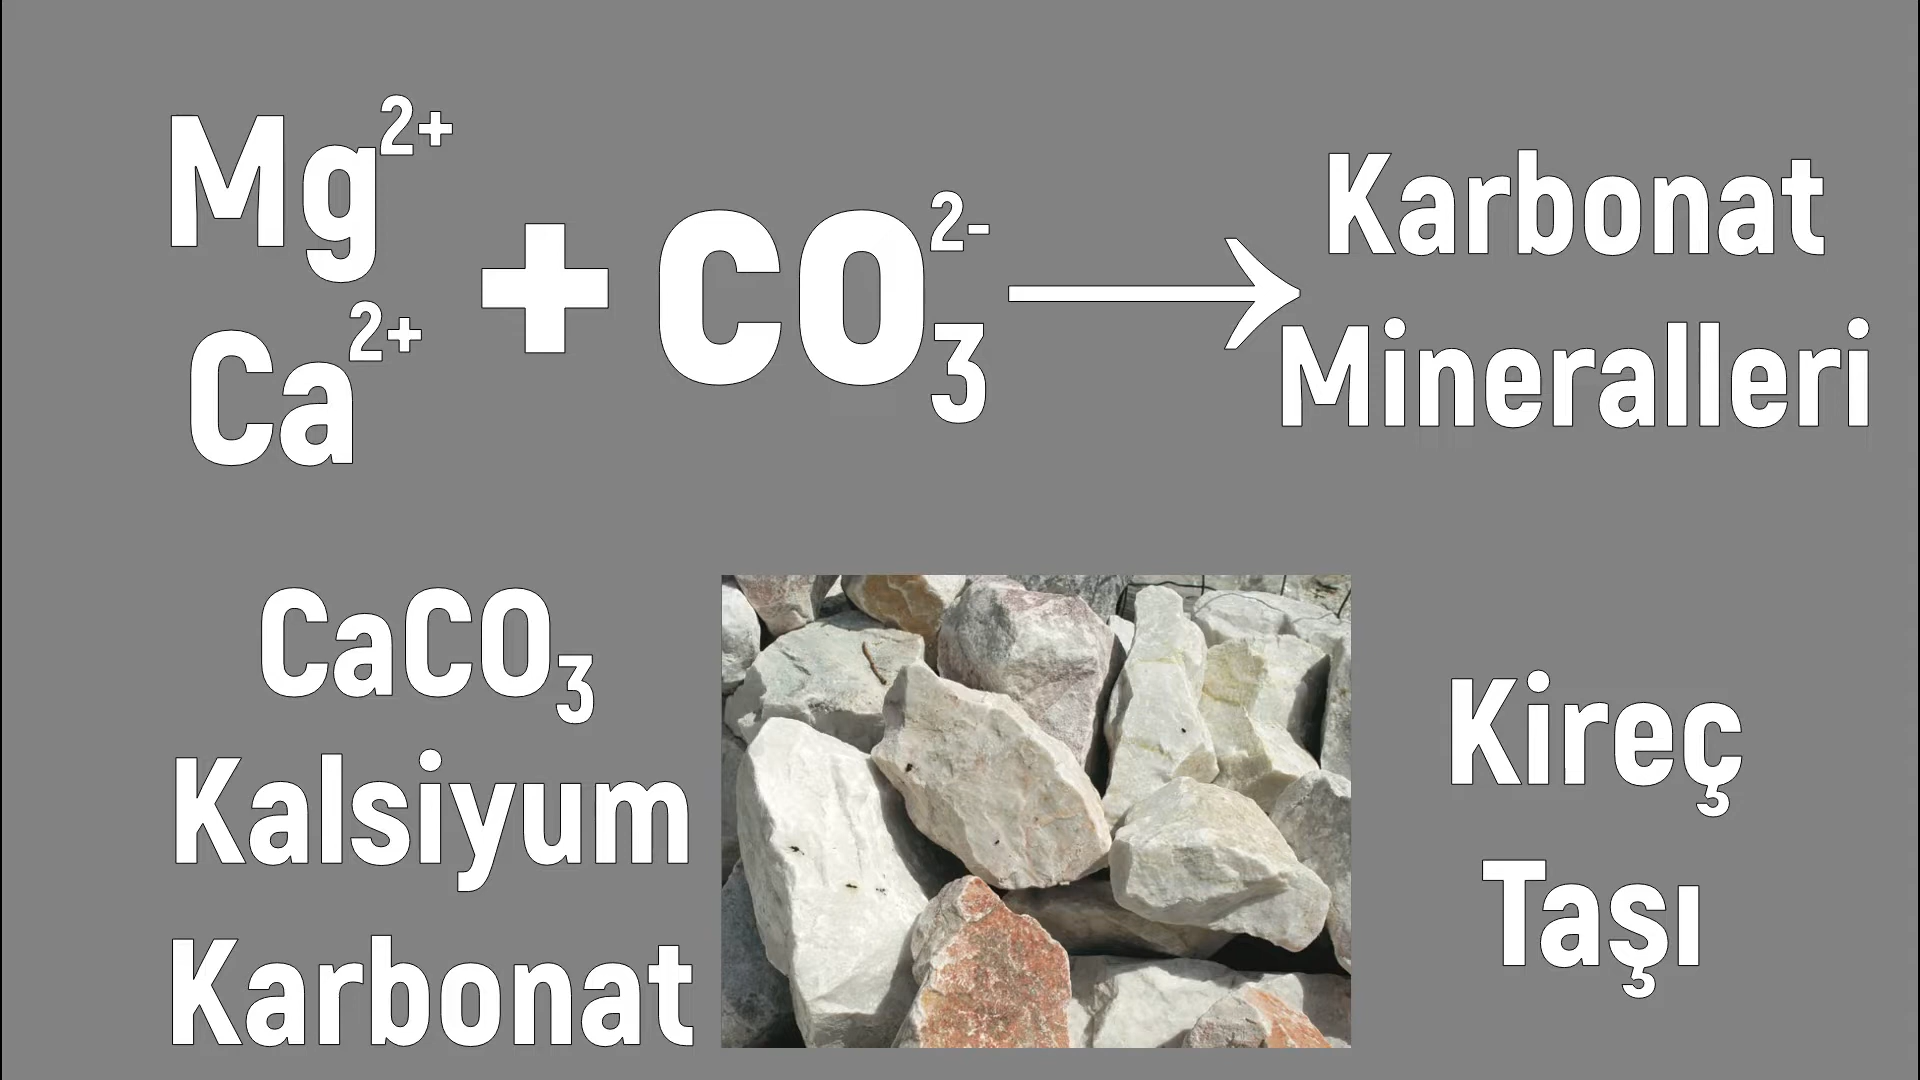 Mg²⁺
Ca²⁺
+ CO₃²⁻ →
Karbonat
Mineralleri
CaCO₃
Kalsiyum
Karbonat
Kireç
Taşı